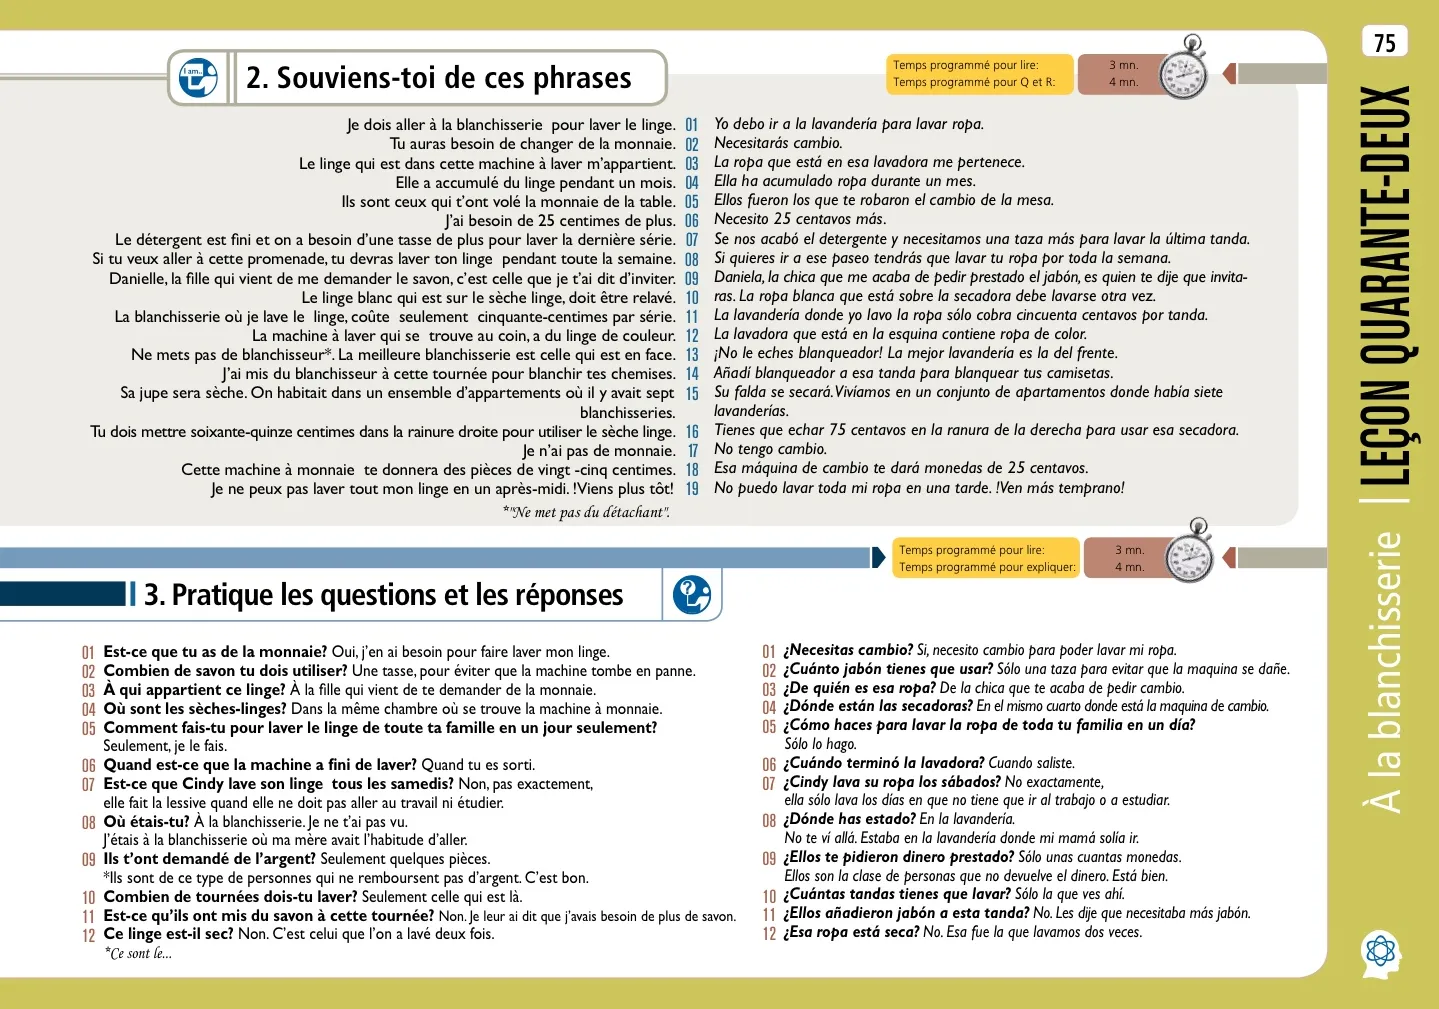 75
LEÇON QUARANTE-DEUX
À la blanchisserie
I am...
2. Souviens-toi de ces phrases
Temps programmé pour lire: 3 mn.
Temps programmé pour Q et R: 4 mn.
Je dois aller à la blanchisserie pour laver le linge. 01 Yo debo ir a la lavandería para lavar ropa.
Tu auras besoin de changer de la monnaie. 02 Necesitarás cambio.
Le linge qui est dans cette machine à laver m'appartient. 03 La ropa que está en esa lavadora me pertenece.
Elle a accumulé du linge pendant un mois. 04 Ella ha acumulado ropa durante un mes.
Ils sont ceux qui t'ont volé la monnaie de la table. 05 Ellos fueron los que te robaron el cambio de la mesa.
J'ai besoin de 25 centimes de plus. 06 Necesito 25 centavos más.
Le détergent est fini et on a besoin d'une tasse de plus pour laver la dernière série. 07 Se nos acabó el detergente y necesitamos una taza más para lavar la última tanda.
Si tu veux aller à cette promenade, tu devras laver ton linge pendant toute la semaine. 08 Si quieres ir a ese paseo tendrás que lavar tu ropa por toda la semana.
Danielle, la fille qui vient de me demander le savon, c'est celle que je t'ai dit d'inviter. 09 Daniela, la chica que me acaba de pedir prestado el jabón, es quien te dije que invita-
Le linge blanc qui est sur le sèche linge, doit être relavé. 10 ras. La ropa blanca que está sobre la secadora debe lavarse otra vez.
La blanchisserie où je lave le linge, coûte seulement cinquante-centimes par série. 11 La lavandería donde yo lavo la ropa sólo cobra cincuenta centavos por tanda.
La machine à laver qui se trouve au coin, a du linge de couleur. 12 La lavadora que está en la esquina contiene ropa de color.
Ne mets pas de blanchisseur*. La meilleure blanchisserie est celle qui est en face. 13 ¡No le eches blanqueador! La mejor lavandería es la del frente.
J'ai mis du blanchisseur à cette tournée pour blanchir tes chemises. 14 Añadí blanqueador a esa tanda para blanquear tus camisetas.
Sa jupe sera sèche. On habitait dans un ensemble d'appartements où il y avait sept 15 Su falda se secará. Vivíamos en un conjunto de apartamentos donde había siete
blanchisseries. lavanderías.
Tu dois mettre soixante-quinze centimes dans la rainure droite pour utiliser le sèche linge. 16 Tienes que echar 75 centavos en la ranura de la derecha para usar esa secadora.
Je n'ai pas de monnaie. 17 No tengo cambio.
Cette machine à monnaie te donnera des pièces de vingt -cinq centimes. 18 Esa máquina de cambio te dará monedas de 25 centavos.
Je ne peux pas laver tout mon linge en un après-midi. !Viens plus tôt! 19 No puedo lavar toda mi ropa en una tarde. !Ven más temprano!
*"Ne met pas du détachant".
Temps programmé pour lire: 3 mn.
Temps programmé pour expliquer: 4 mn.
3. Pratique les questions et les réponses
?
01 Est-ce que tu as de la monnaie? Oui, j'en ai besoin pour faire laver mon linge.
02 Combien de savon tu dois utiliser? Une tasse, pour éviter que la machine tombe en panne.
03 À qui appartient ce linge? À la fille qui vient de te demander de la monnaie.
04 Où sont les sèches-linges? Dans la même chambre où se trouve la machine à monnaie.
05 Comment fais-tu pour laver le linge de toute ta famille en un jour seulement?
Seulement, je le fais.
06 Quand est-ce que la machine a fini de laver? Quand tu es sorti.
07 Est-ce que Cindy lave son linge tous les samedis? Non, pas exactement,
elle fait la lessive quand elle ne doit pas aller au travail ni étudier.
08 Où étais-tu? À la blanchisserie. Je ne t'ai pas vu.
J'étais à la blanchisserie où ma mère avait l'habitude d'aller.
09 Ils t'ont demandé de l'argent? Seulement quelques pièces.
*Ils sont de ce type de personnes qui ne remboursent pas d'argent. C'est bon.
10 Combien de tournées dois-tu laver? Seulement celle qui est là.
11 Est-ce qu'ils ont mis du savon à cette tournée? Non. Je leur ai dit que j'avais besoin de plus de savon.
12 Ce linge est-il sec? Non. C'est celui que l'on a lavé deux fois.
*Ce sont le...
01 ¿Necesitas cambio? Si, necesito cambio para poder lavar mi ropa.
02 ¿Cuánto jabón tienes que usar? Sólo una taza para evitar que la maquina se dañe.
03 ¿De quién es esa ropa? De la chica que te acaba de pedir cambio.
04 ¿Dónde están las secadoras? En el mismo cuarto donde está la maquina de cambio.
05 ¿Cómo haces para lavar la ropa de toda tu familia en un día?
Sólo lo hago.
06 ¿Cuándo terminó la lavadora? Cuando saliste.
07 ¿Cindy lava su ropa los sábados? No exactamente,
ella sólo lava los días en que no tiene que ir al trabajo o a estudiar.
08 ¿Dónde has estado? En la lavandería.
No te ví allá. Estaba en la lavandería donde mi mamá solía ir.
09 ¿Ellos te pidieron dinero prestado? Sólo unas cuantas monedas.
Ellos son la clase de personas que no devuelve el dinero. Está bien.
10 ¿Cuántas tandas tienes que lavar? Sólo la que ves ahí.
11 ¿Ellos añadieron jabón a esta tanda? No. Les dije que necesitaba más jabón.
12 ¿Esa ropa está seca? No. Esa fue la que lavamos dos veces.